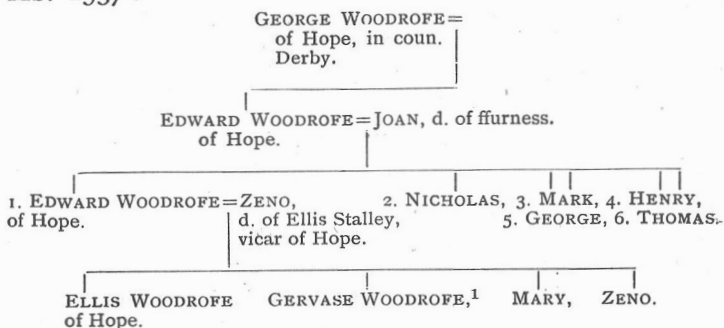 GEORGE WOODROFE=
of Hope, in coun.
Derby.
EDWARD WOODROFE=JOAN, d. of ffurness.
of Hope.
1. EDWARD WOODROFE=ZENO,
of Hope.
d. of Ellis Stalley,
vicar of Hope.
2. NICHOLAS, 3. MARK, 4. HENRY,
5. GEORGE, 6. THOMAS.
ELLIS WOODROFE
of Hope.
GERVASE WOODROFE,¹
MARY,
ZENO.